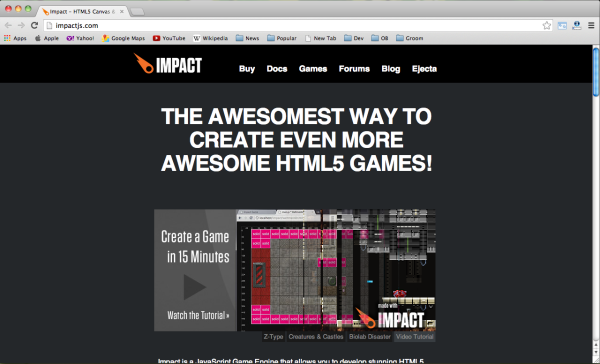 Impact - HTML5 Canvas &
impactjs.com
Apps Apple Yahoo! Google Maps YouTube Wikipedia News Popular New Tab Dev OB Groom
IMPACT
Buy Docs Games Forums Blog Ejecta
THE AWESOMEST WAY TO
CREATE EVEN MORE
AWESOME HTML5 GAMES!
Create a Game
in 15 Minutes
Watch the Tutorial »
made with
IMPACT
Z-Type Creatures & Castles Biolab Disaster Video Tutorial
Impact is a JavaScript Game Engine that allows you to develop stunning HTML5